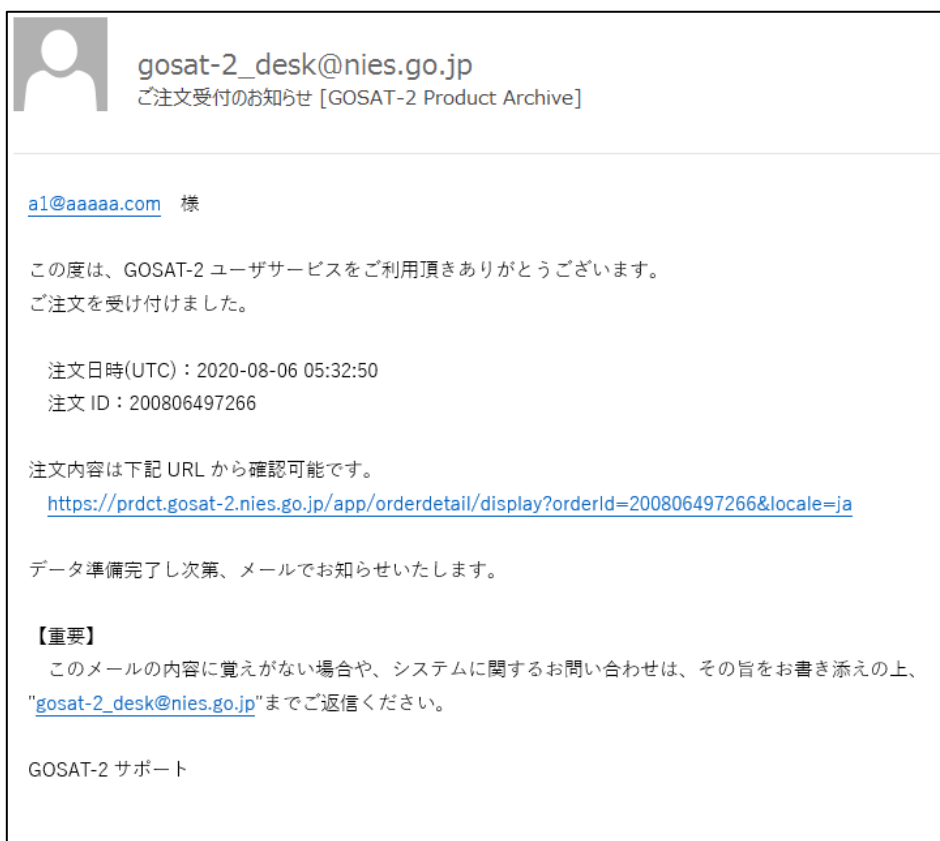 gosat-2_desk@nies.go.jp
ご注文受付のお知らせ [GOSAT-2 Product Archive]
a1@aaaaa.com　様
この度は、GOSAT-2 ユーザサービスをご利用頂きありがとうございます。
ご注文を受け付けました。
注文日時(UTC)：2020-08-06 05:32:50
注文 ID：200806497266
注文内容は下記 URL から確認可能です。
https://prdct.gosat-2.nies.go.jp/app/orderdetail/display?orderId=200806497266&locale=ja
データ準備完了し次第、メールでお知らせいたします。
【重要】
このメールの内容に覚えがない場合や、システムに関するお問い合わせは、その旨をお書き添えの上、
"gosat-2_desk@nies.go.jp"までご返信ください。
GOSAT-2 サポート